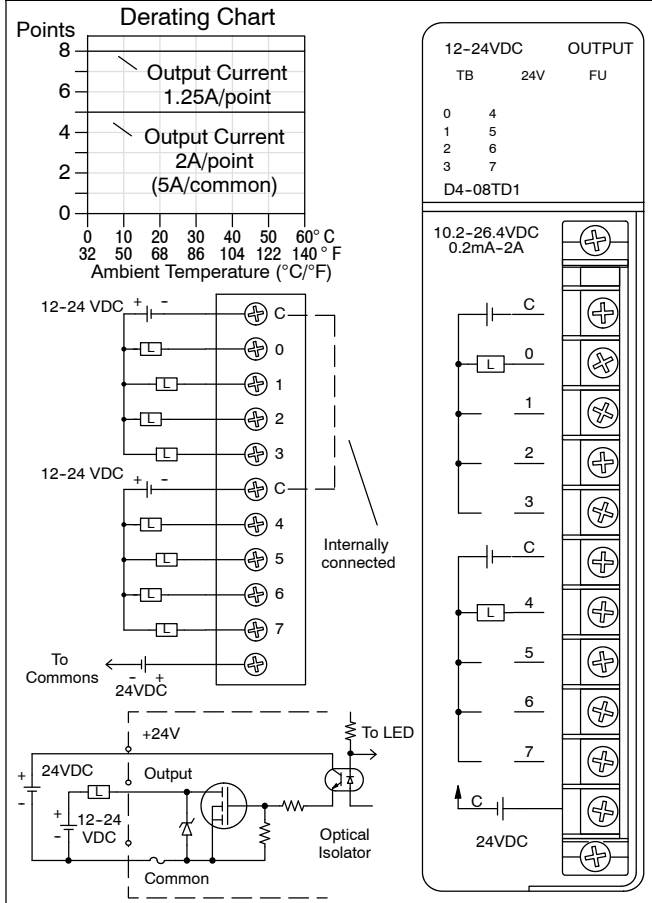 Derating Chart
Points
8
6
4
2
0
Output Current
1.25A/point
Output Current
2A/point
(5A/common)
0 10 20 30 40 50 60°C
32 50 68 86 104 122 140°F
Ambient Temperature (°C/°F)
12-24 VDC + -
C
L 0
L 1
L 2
L 3
12-24 VDC + -
C
L 4
L 5
L 6
L 7
Internally
connected
To
Commons
- +
24VDC
+24V
To LED
+ 24VDC -
Output
L
+ 12-24 -
VDC
Optical
Isolator
Common
12-24VDC OUTPUT
TB 24V FU
0 4
1 5
2 6
3 7
D4-08TD1
10.2-26.4VDC
0.2mA-2A
C
L 0
1
2
3
C
L 4
5
6
7
C
24VDC